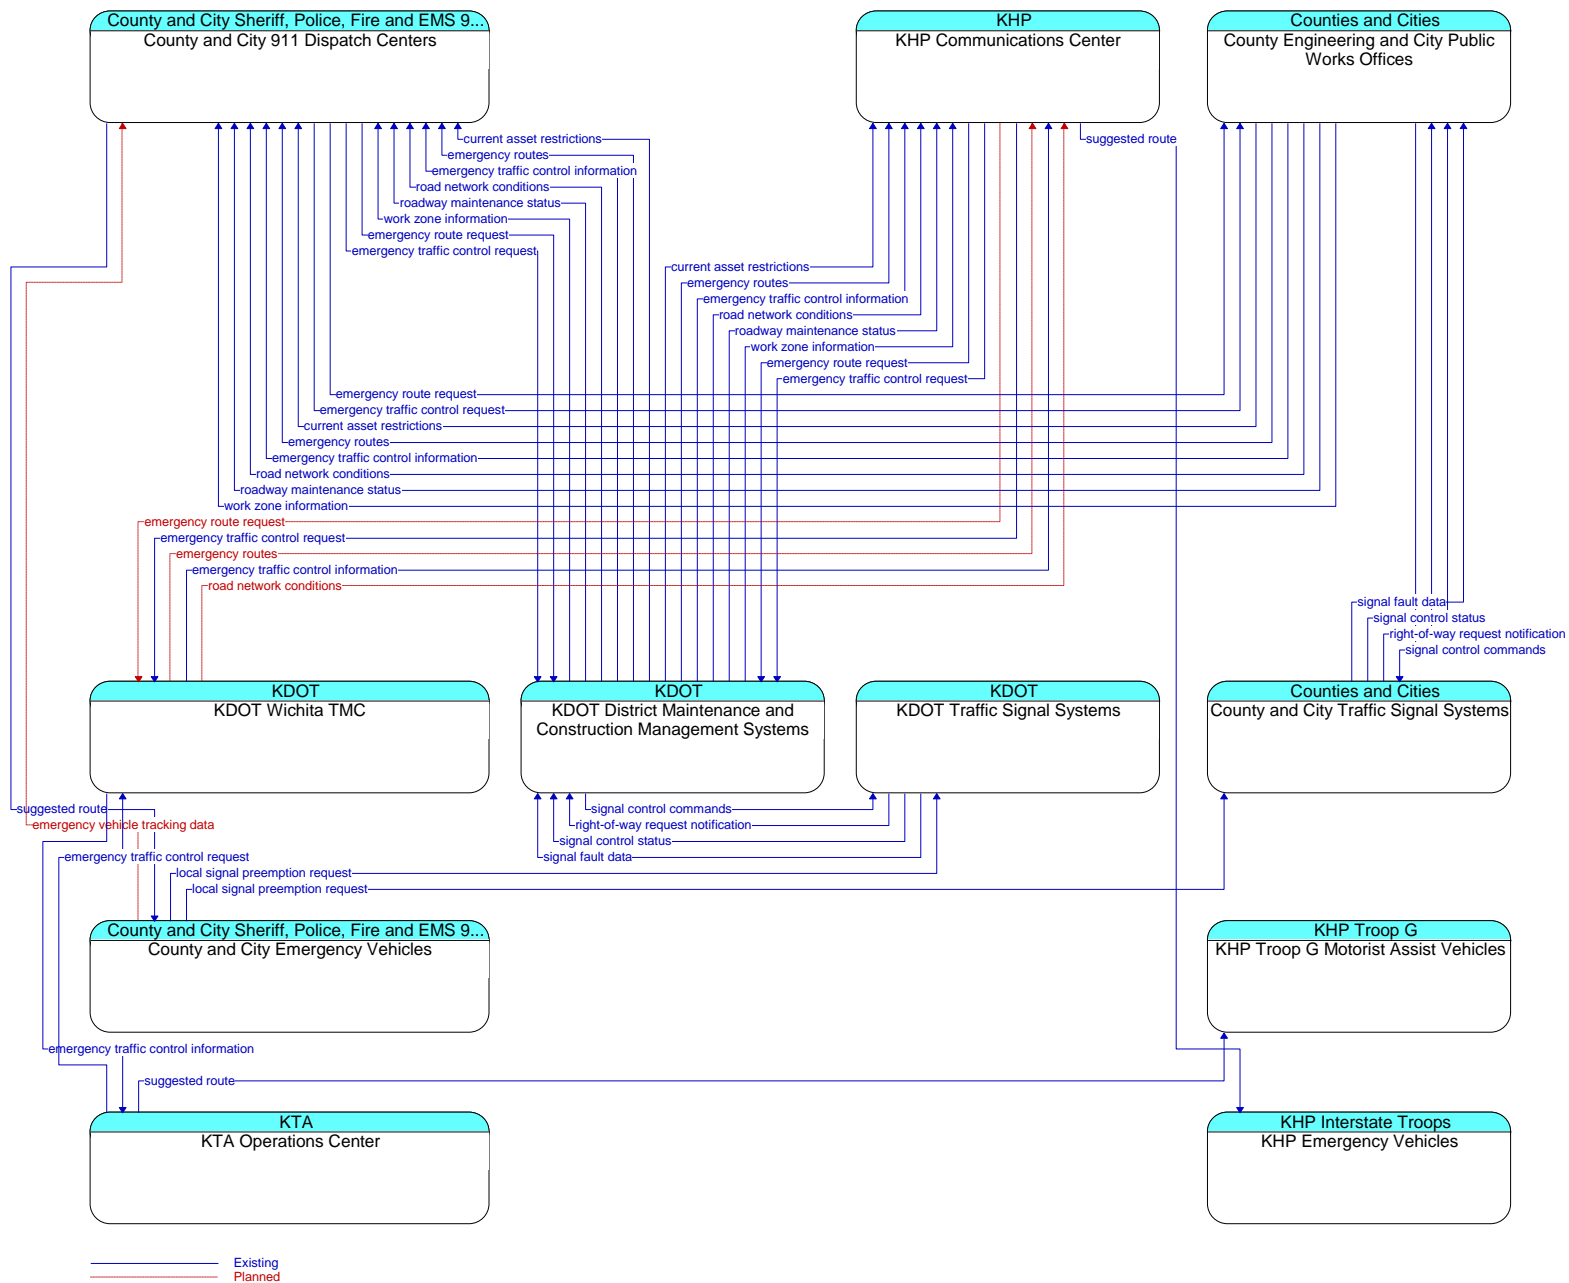 County and City Sheriff, Police, Fire and EMS 9...
County and City 911 Dispatch Centers
KHP
KHP Communications Center
Counties and Cities
County Engineering and City Public
Works Offices
current asset restrictions
suggested route
emergency routes
emergency traffic control information
road network conditions
roadway maintenance status
work zone information
emergency route request
emergency traffic control request
current asset restrictions
emergency routes
emergency traffic control information
road network conditions
roadway maintenance status
work zone information
emergency route request
emergency traffic control request
emergency route request
emergency traffic control request
current asset restrictions
emergency routes
emergency traffic control information
road network conditions
roadway maintenance status
work zone information
emergency route request
emergency traffic control request
emergency routes
emergency traffic control information
road network conditions
signal fault data
signal control status
right-of-way request notification
signal control commands
KDOT
KDOT Wichita TMC
KDOT
KDOT District Maintenance and
Construction Management Systems
KDOT
KDOT Traffic Signal Systems
Counties and Cities
County and City Traffic Signal Systems
suggested route
emergency vehicle tracking data
emergency traffic control request
signal control commands
right-of-way request notification
signal control status
signal fault data
local signal preemption request
local signal preemption request
County and City Sheriff, Police, Fire and EMS 9...
County and City Emergency Vehicles
KHP Troop G
KHP Troop G Motorist Assist Vehicles
emergency traffic control information
suggested route
KTA
KTA Operations Center
KHP Interstate Troops
KHP Emergency Vehicles
Existing
Planned